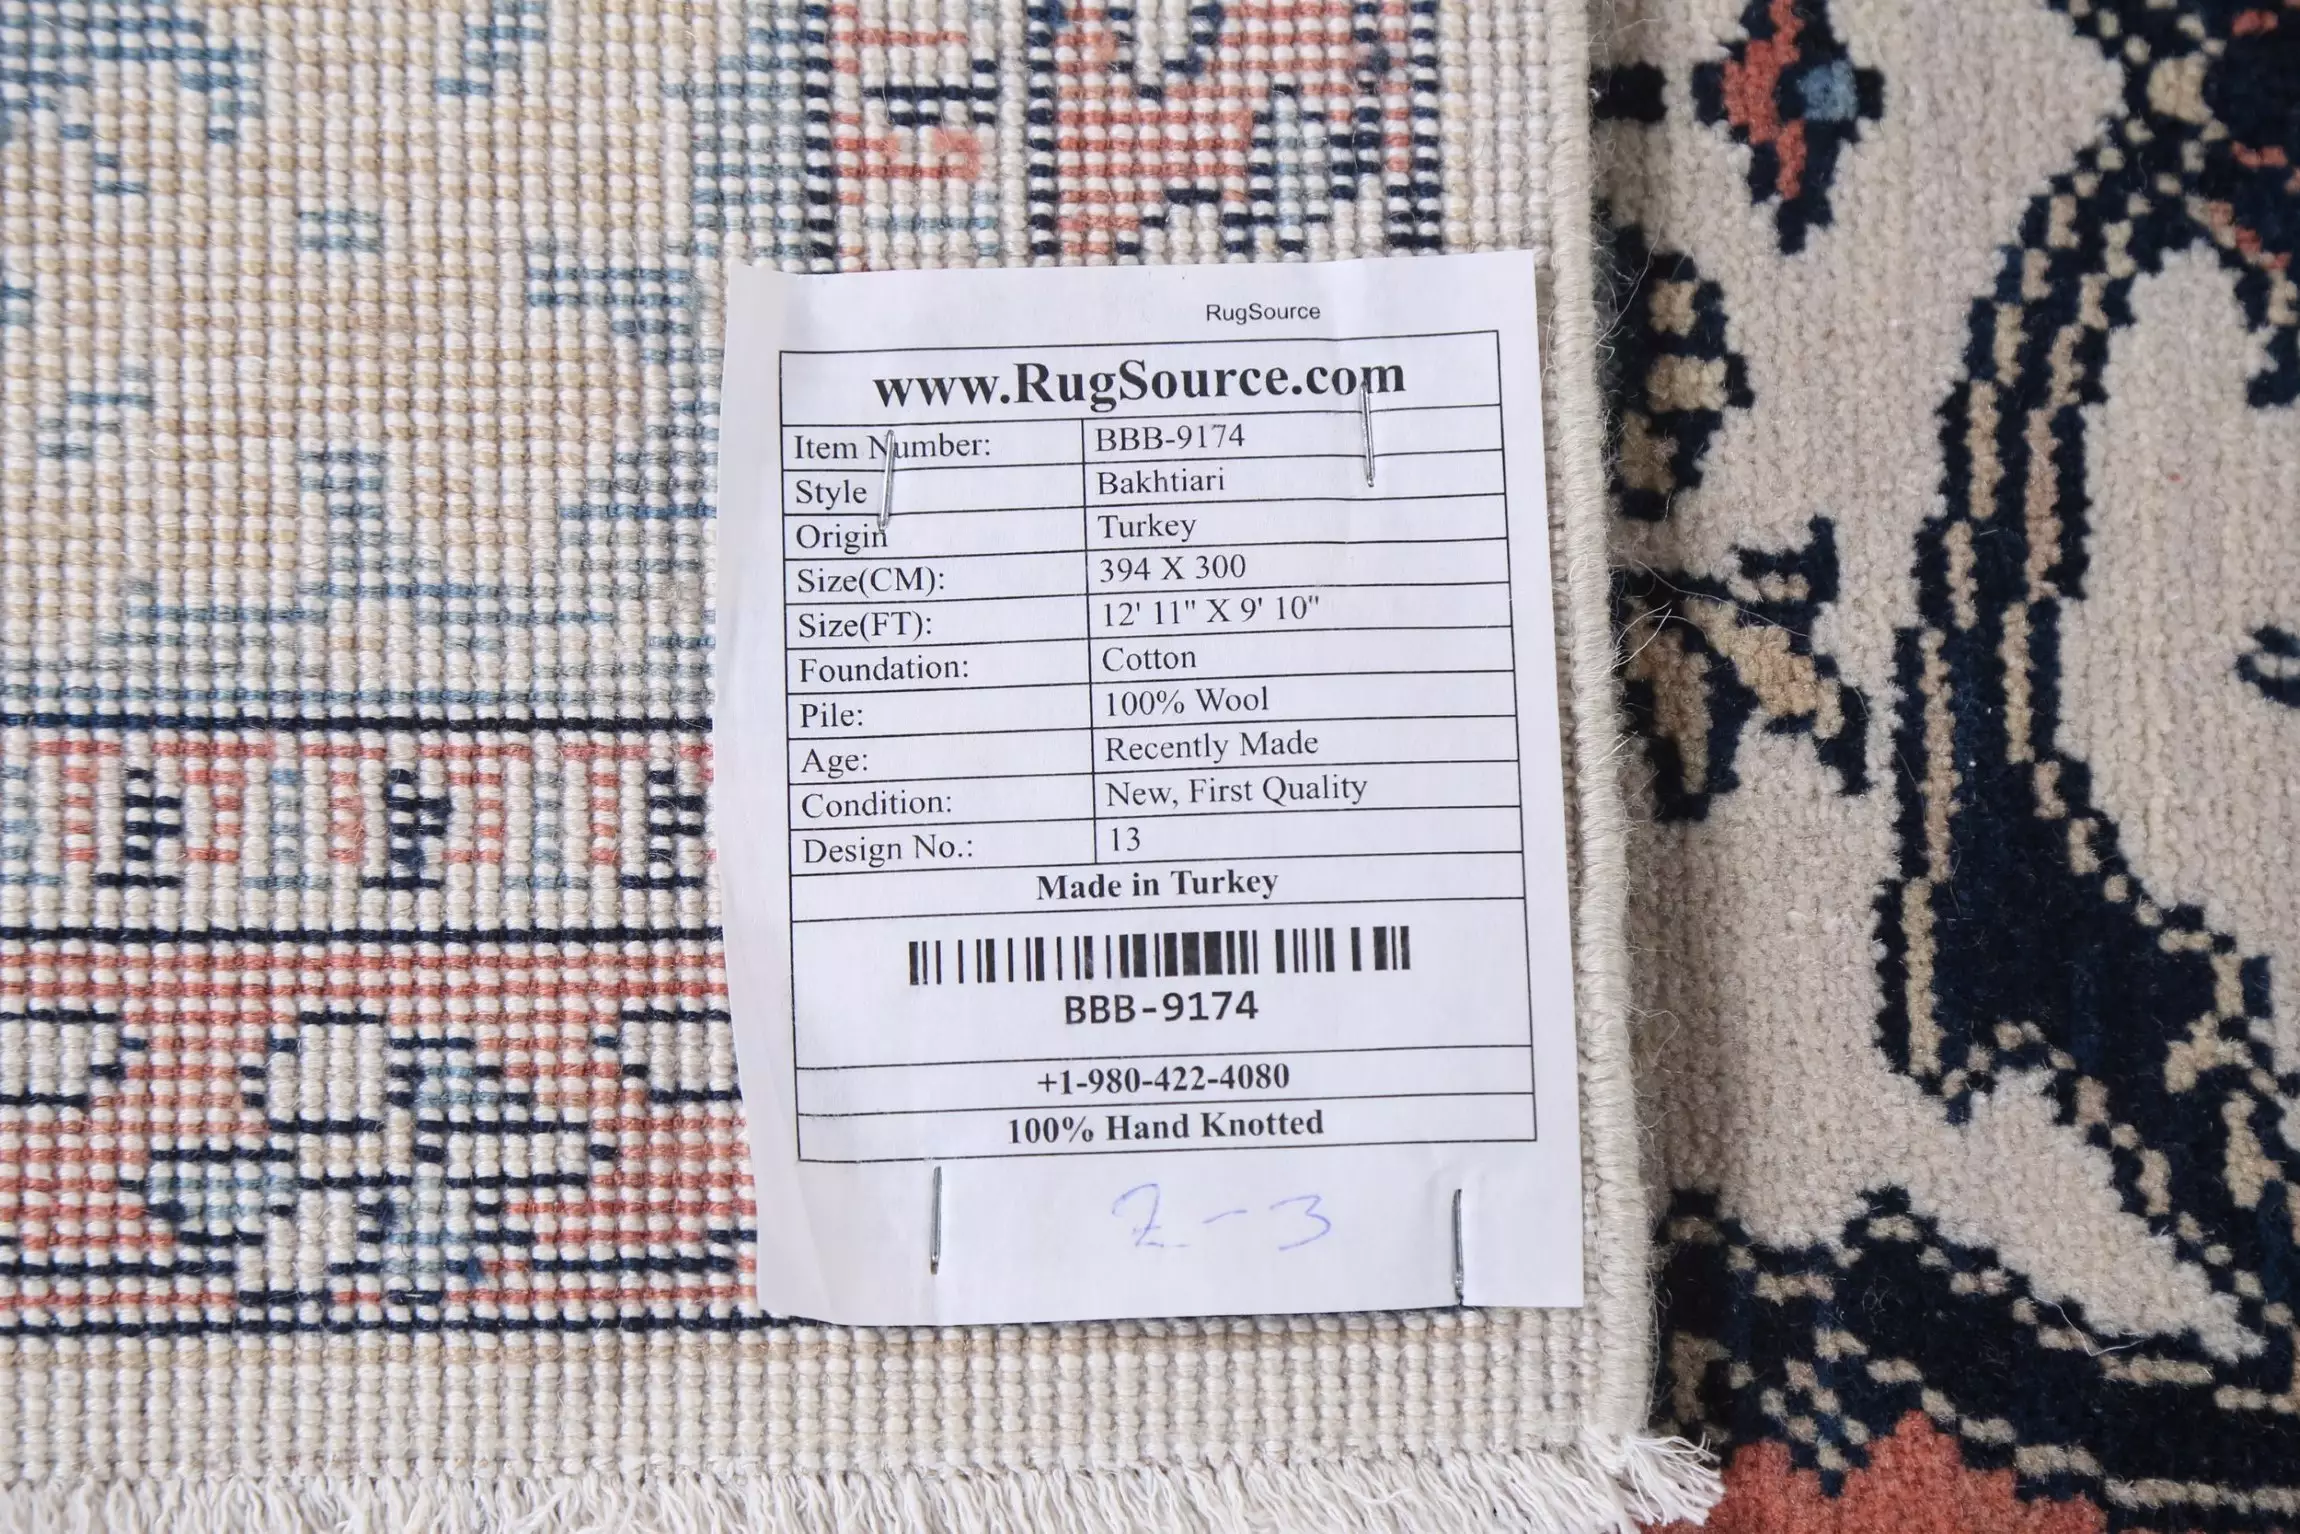 RugSource
www.RugSource.com
Item Number: BBB-9174
Style Bakhtiari
Origin Turkey
Size(CM): 394 X 300
Size(FT): 12' 11" X 9' 10"
Foundation: Cotton
Pile: 100% Wool
Age: Recently Made
Condition: New, First Quality
Design No.: 13
Made in Turkey
BBB-9174
+1-980-422-4080
100% Hand Knotted
2-3